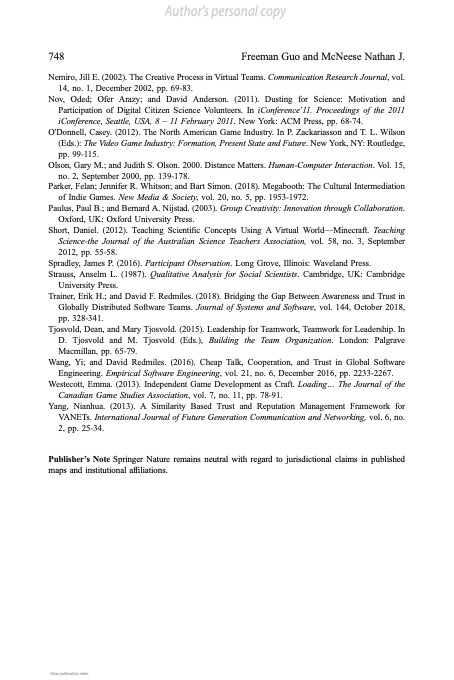 Author's personal copy
748 Freeman Guo and McNeese Nathan J.
Nemiro, Jill E. (2002). The Creative Process in Virtual Teams. Communication Research Journal, vol.
14, no. 1, December 2002, pp. 69-83.
Nov, Oded; Ofer Arazy; and David Anderson. (2011). Dusting for Science: Motivation and
Participation of Digital Citizen Science Volunteers. In iConference'11. Proceedings of the 2011
iConference, Seattle, USA, 8 – 11 February 2011. New York: ACM Press, pp. 68-74.
O'Donnell, Casey. (2012). The North American Game Industry. In P. Zackariasson and T. L. Wilson
(Eds.): The Video Game Industry: Formation, Present State and Future. New York, NY: Routledge,
pp. 99-115.
Olson, Gary M.; and Judith S. Olson. 2000. Distance Matters. Human-Computer Interaction. Vol. 15,
no. 2, September 2000, pp. 139-178.
Parker, Felan; Jennifer R. Whitson; and Bart Simon. (2018). Megabooth: The Cultural Intermediation
of Indie Games. New Media & Society, vol. 20, no. 5, pp. 1953-1972.
Paulus, Paul B.; and Bernard A. Nijstad. (2003). Group Creativity: Innovation through Collaboration.
Oxford, UK: Oxford University Press.
Short, Daniel. (2012). Teaching Scientific Concepts Using A Virtual World—Minecraft. Teaching
Science-the Journal of the Australian Science Teachers Association, vol. 58, no. 3, September
2012, pp. 55-58.
Spradley, James P. (2016). Participant Observation. Long Grove, Illinois: Waveland Press.
Strauss, Anselm L. (1987). Qualitative Analysis for Social Scientists. Cambridge, UK: Cambridge
University Press.
Trainer, Erik H.; and David F. Redmiles. (2018). Bridging the Gap Between Awareness and Trust in
Globally Distributed Software Teams. Journal of Systems and Software, vol. 144, October 2018,
pp. 328-341.
Tjosvold, Dean, and Mary Tjosvold. (2015). Leadership for Teamwork, Teamwork for Leadership. In
D. Tjosvold and M. Tjosvold (Eds.), Building the Team Organization. London: Palgrave
Macmillan, pp. 65-79.
Wang, Yi; and David Redmiles. (2016). Cheap Talk, Cooperation, and Trust in Global Software
Engineering. Empirical Software Engineering, vol. 21, no. 6, December 2016, pp. 2233-2267.
Westecott, Emma. (2013). Independent Game Development as Craft. Loading... The Journal of the
Canadian Game Studies Association, vol. 7, no. 11, pp. 78-91.
Yang, Nianhua. (2013). A Similarity Based Trust and Reputation Management Framework for
VANETs. International Journal of Future Generation Communication and Networking, vol. 6, no.
2, pp. 25-34.
Publisher's Note Springer Nature remains neutral with regard to jurisdictional claims in published
maps and institutional affiliations.
View publication stats